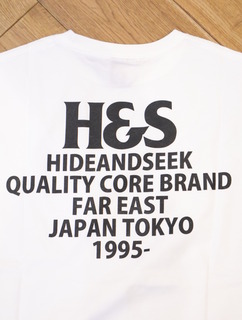 H&S
HIDEANDSEEK
QUALITY CORE BRAND
FAR EAST
JAPAN TOKYO
1995-